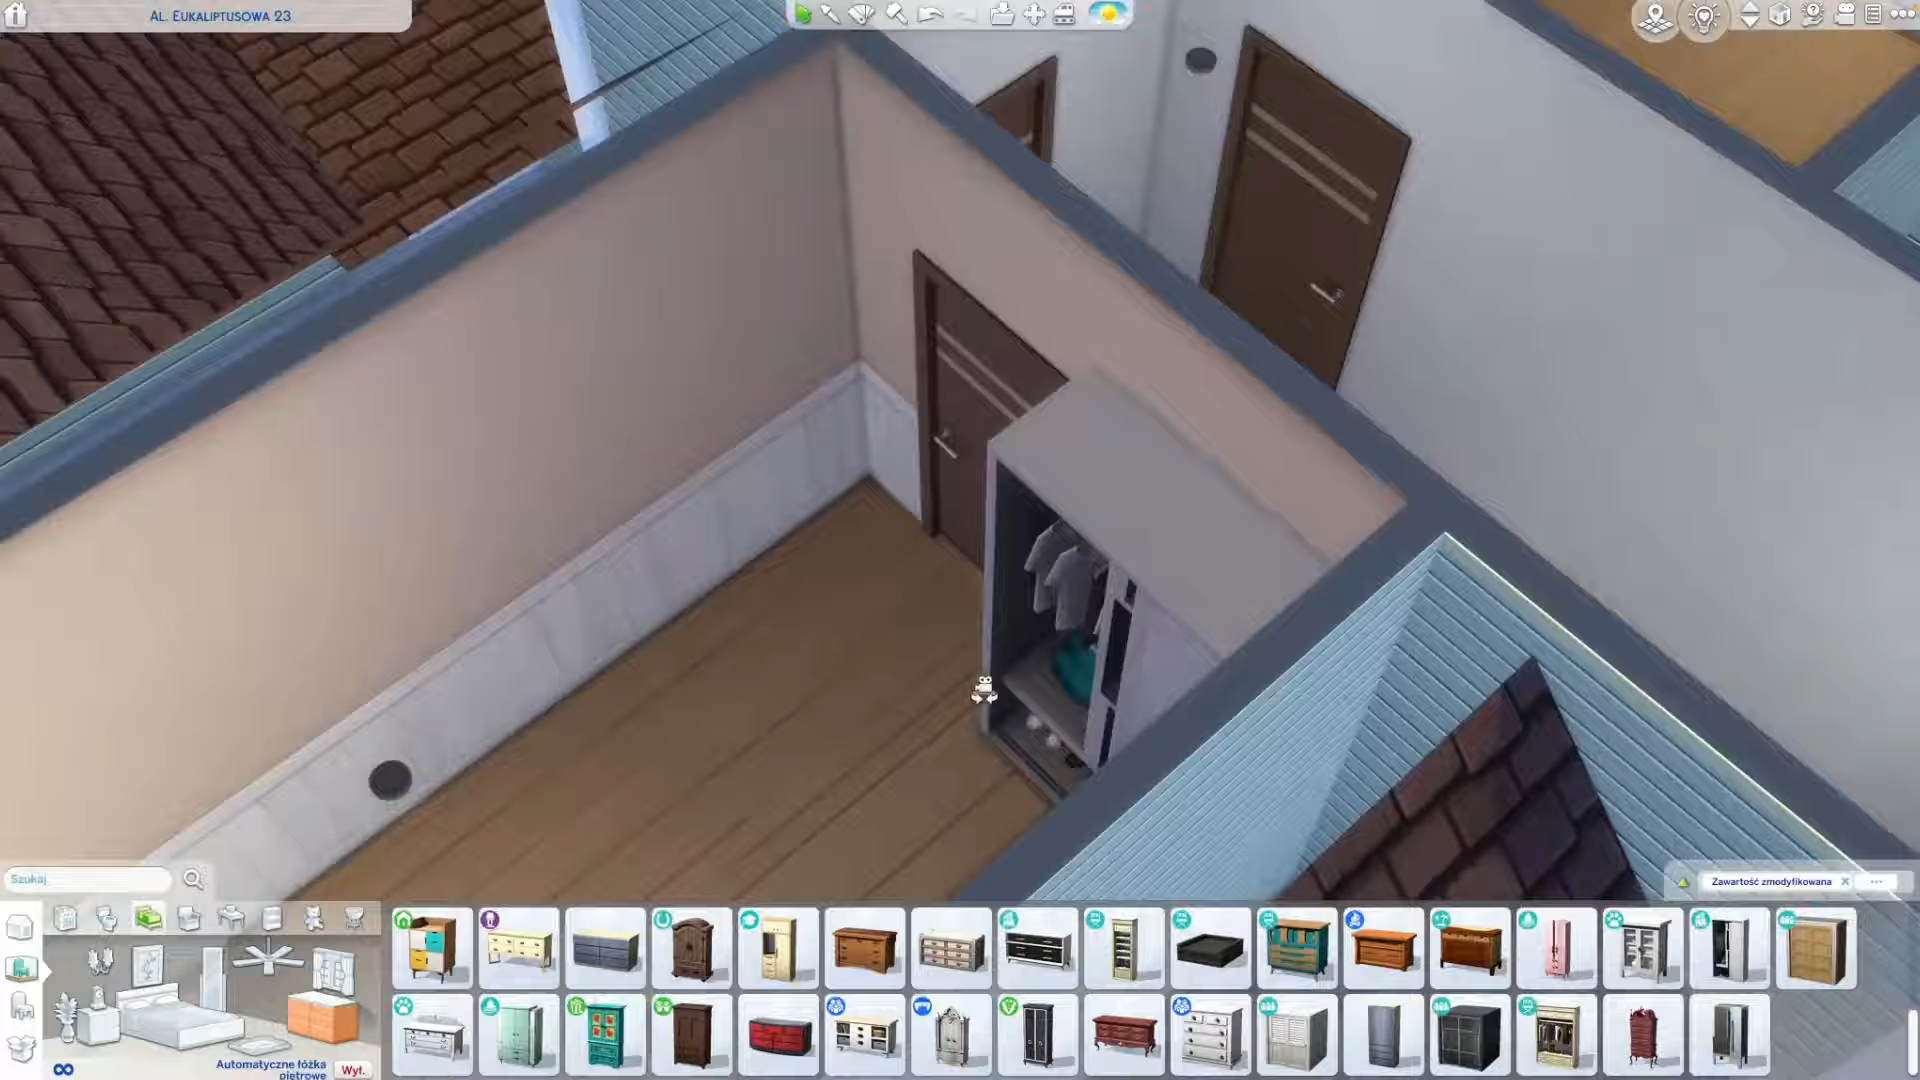 AL. EUKALIPTUSOWA 23
Szukaj
Zawartość zmodyfikowana
Automatyczne łóżka
piętrowe
Wył.